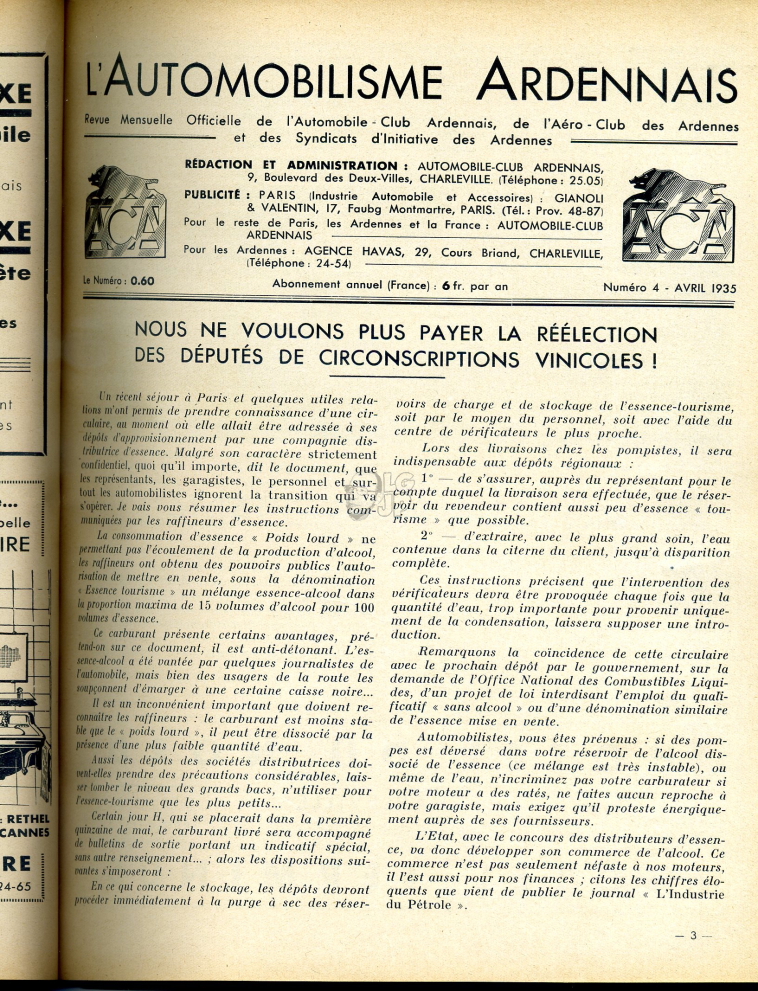 XE
ile
ais
XE
ête
es
nt
es
e...
belle
IRE
: RETHEL
CANNES
RE
24-65
L'AUTOMOBILISME ARDENNAIS
Revue Mensuelle Officielle de l'Automobile - Club Ardennais, de l'Aéro - Club des Ardennes
et des Syndicats d'Initiative des Ardennes
ACA
RÉDACTION ET ADMINISTRATION : AUTOMOBILE-CLUB ARDENNAIS,
9, Boulevard des Deux-Villes, CHARLEVILLE. (Téléphone : 25.05)
PUBLICITÉ : PARIS (Industrie Automobile et Accessoires) : GIANOLI
& VALENTIN, 17, Faubg Montmartre, PARIS. (Tél. : Prov. 48-87)
Pour le reste de Paris, les Ardennes et la France : AUTOMOBILE-CLUB
ARDENNAIS
Pour les Ardennes : AGENCE HAVAS, 29, Cours Briand, CHARLEVILLE,
(Téléphone : 24-54)
ACA
Le Numéro : 0.60
Abonnement annuel (France) : 6 fr. par an
Numéro 4 - AVRIL 1935
NOUS NE VOULONS PLUS PAYER LA RÉÉLECTION
DES DÉPUTÉS DE CIRCONSCRIPTIONS VINICOLES !
Un récent séjour à Paris et quelques utiles rela-
tions m'ont permis de prendre connaissance d'une cir-
culaire, au moment où elle allait être adressée à ses
dépôts d'approvisionnement par une compagnie dis-
tributrice d'essence. Malgré son caractère strictement
confidentiel, quoi qu'il importe, dit le document, que
les représentants, les garagistes, le personnel et sur-
tout les automobilistes ignorent la transition qui va
s'opérer. Je vais vous résumer les instructions com-
muniquées par les raffineurs d'essence.
La consommation d'essence « Poids lourd » ne
permettant pas l'écoulement de la production d'alcool,
les raffineurs ont obtenu des pouvoirs publics l'auto-
risation de mettre en vente, sous la dénomination
« Essence tourisme » un mélange essence-alcool dans
la proportion maxima de 15 volumes d'alcool pour 100
volumes d'essence.
Ce carburant présente certains avantages, pré-
tend-on sur ce document, il est anti-détonant. L'es-
sence-alcool a été vantée par quelques journalistes de
l'automobile, mais bien des usagers de la route les
soupçonnent d'émarger à une certaine caisse noire...
Il est un inconvénient important que doivent re-
connaître les raffineurs : le carburant est moins sta-
ble que le « poids lourd », il peut être dissocié par la
présence d'une plus faible quantité d'eau.
Aussi les dépôts des sociétés distributrices doi-
vent-elles prendre des précautions considérables, lais-
ser tomber le niveau des grands bacs, n'utiliser pour
l'essence-tourisme que les plus petits...
Certain jour H, qui se placerait dans la première
quinzaine de mai, le carburant livré sera accompagné
de bulletins de sortie portant un indicatif spécial,
sans autre renseignement... ; alors les dispositions sui-
vantes s'imposeront :
En ce qui concerne le stockage, les dépôts devront
procéder immédiatement à la purge à sec des réser-
voirs de charge et de stockage de l'essence-tourisme,
soit par le moyen du personnel, soit avec l'aide du
centre de vérificateurs le plus proche.
Lors des livraisons chez les pompistes, il sera
indispensable aux dépôts régionaux :
1° — de s'assurer, auprès du représentant pour le
compte duquel la livraison sera effectuée, que le réser-
voir du revendeur contient aussi peu d'essence « tou-
risme » que possible.
2° — d'extraire, avec le plus grand soin, l'eau
contenue dans la citerne du client, jusqu'à disparition
complète.
Ces instructions précisent que l'intervention des
vérificateurs devra être provoquée chaque fois que la
quantité d'eau, trop importante pour provenir unique-
ment de la condensation, laissera supposer une intro-
duction.
Remarquons la coïncidence de cette circulaire
avec le prochain dépôt par le gouvernement, sur la
demande de l'Office National des Combustibles Liqui-
des, d'un projet de loi interdisant l'emploi du quali-
ficatif « sans alcool » ou d'une dénomination similaire
de l'essence mise en vente.
Automobilistes, vous êtes prévenus : si des pom-
pes est déversé dans votre réservoir de l'alcool dis-
socié de l'essence (ce mélange est très instable), ou
même de l'eau, n'incriminez pas votre carburateur si
votre moteur a des ratés, ne faites aucun reproche à
votre garagiste, mais exigez qu'il proteste énergique-
ment auprès de ses fournisseurs.
L'Etat, avec le concours des distributeurs d'essen-
ce, va donc développer son commerce de l'alcool. Ce
commerce n'est pas seulement néfaste à nos moteurs,
il l'est aussi pour nos finances ; citons les chiffres élo-
quents que vient de publier le journal « L'Industrie
du Pétrole ».
— 3 —